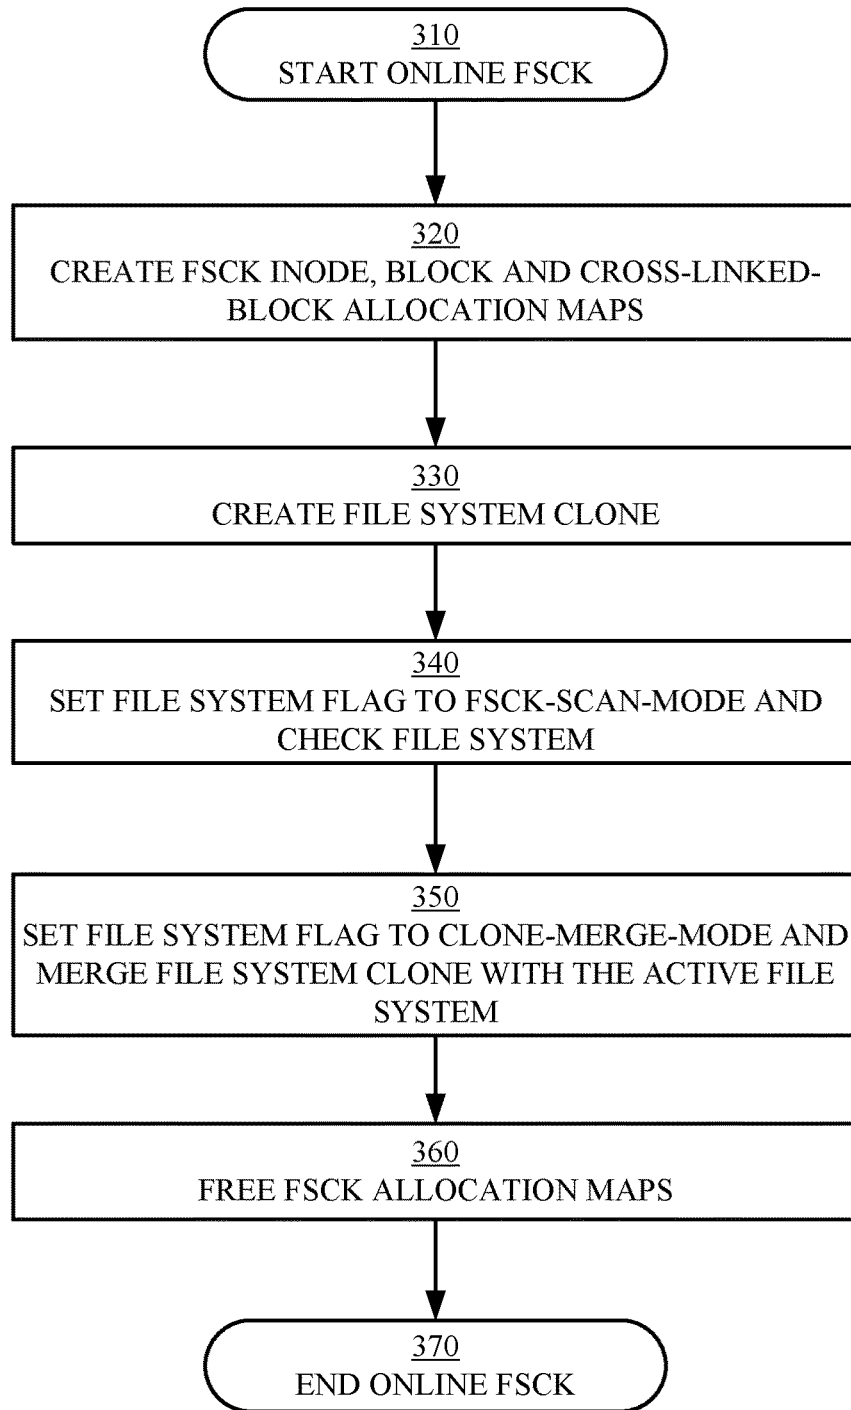 310
START ONLINE FSCK
320
CREATE FSCK INODE, BLOCK AND CROSS-LINKED-
BLOCK ALLOCATION MAPS
330
CREATE FILE SYSTEM CLONE
340
SET FILE SYSTEM FLAG TO FSCK-SCAN-MODE AND
CHECK FILE SYSTEM
350
SET FILE SYSTEM FLAG TO CLONE-MERGE-MODE AND
MERGE FILE SYSTEM CLONE WITH THE ACTIVE FILE
SYSTEM
360
FREE FSCK ALLOCATION MAPS
370
END ONLINE FSCK